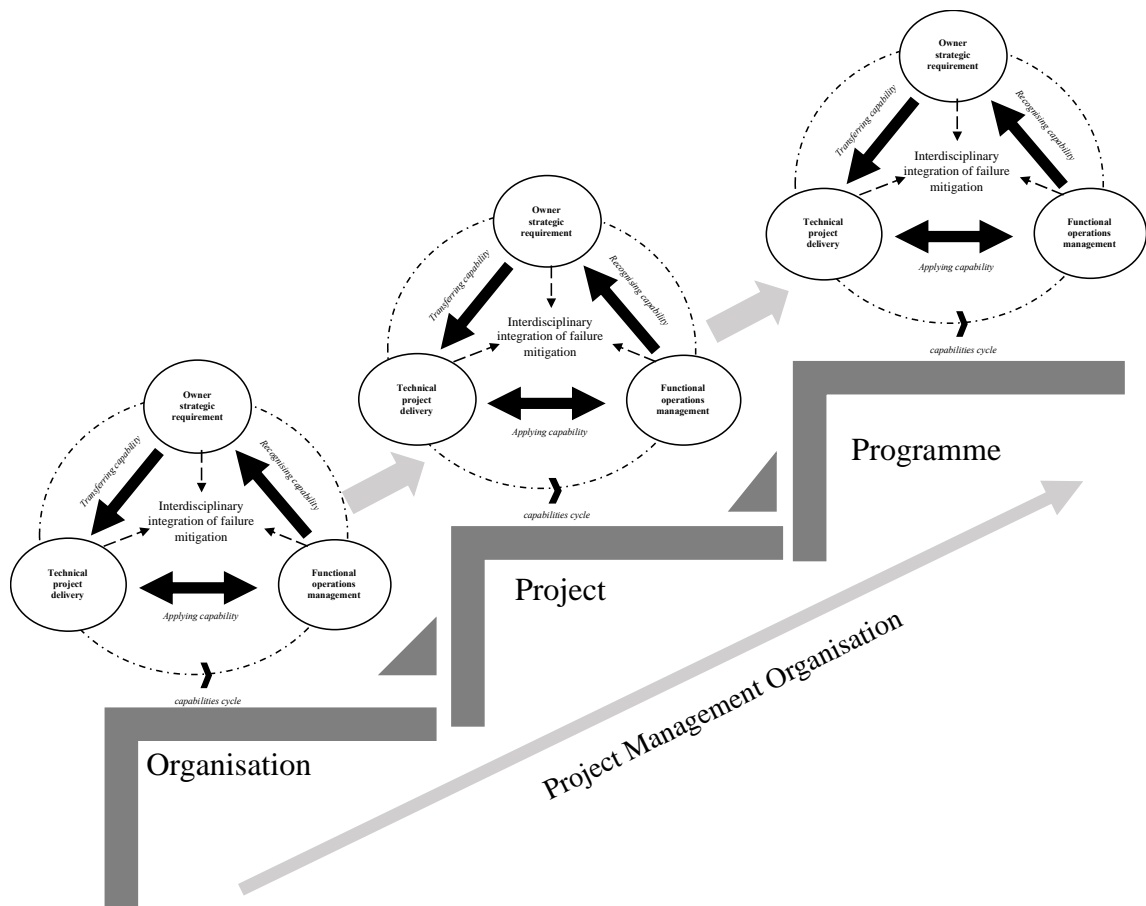 Owner
strategic
requirement
Transferring capability
Recognising capability
Interdisciplinary
integration of failure
mitigation
Technical
project
delivery
Functional
operations
management
Applying capability
capabilities cycle
Programme
Owner
strategic
requirement
Transferring capability
Recognising capability
Interdisciplinary
integration of failure
mitigation
Technical
project
delivery
Functional
operations
management
Applying capability
capabilities cycle
Project
Owner
strategic
requirement
Transferring capability
Recognising capability
Interdisciplinary
integration of failure
mitigation
Technical
project
delivery
Functional
operations
management
Applying capability
capabilities cycle
Organisation
Project Management Organisation